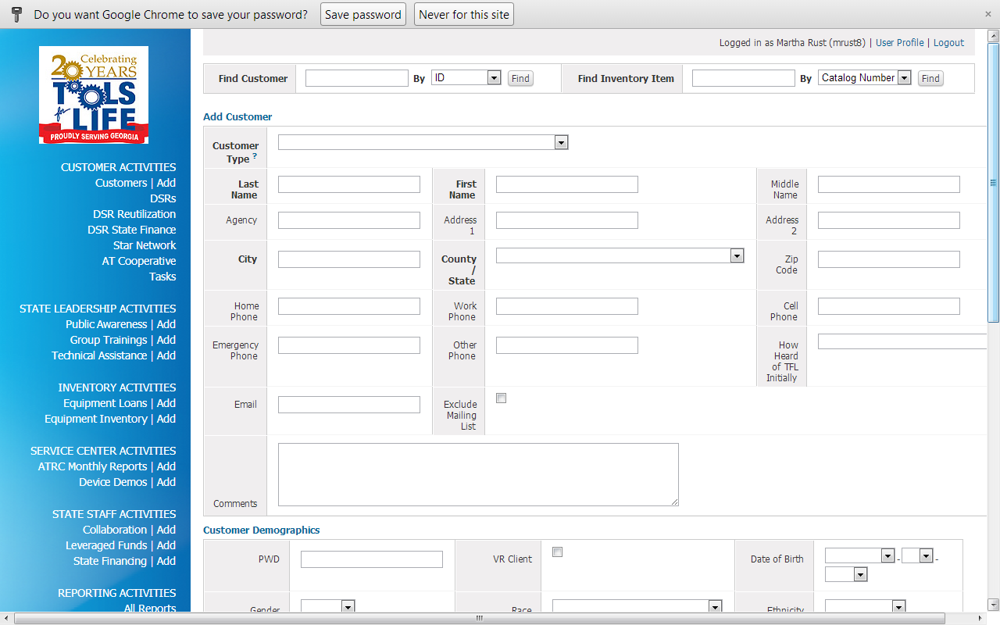 Do you want Google Chrome to save your password? Save password Never for this site
Logged in as Martha Rust (mrust8) | User Profile | Logout
Celebrating
20 YEARS
TOOLS
for
LIFE
PROUDLY SERVING GEORGIA
Find Customer By ID Find Find Inventory Item By Catalog Number Find
CUSTOMER ACTIVITIES
Customers | Add
DSRs
DSR Reutilization
DSR State Finance
Star Network
AT Cooperative
Tasks
STATE LEADERSHIP ACTIVITIES
Public Awareness | Add
Group Trainings | Add
Technical Assistance | Add
INVENTORY ACTIVITIES
Equipment Loans | Add
Equipment Inventory | Add
SERVICE CENTER ACTIVITIES
ATRC Monthly Reports | Add
Device Demos | Add
STATE STAFF ACTIVITIES
Collaboration | Add
Leveraged Funds | Add
State Financing | Add
REPORTING ACTIVITIES
All Reports
Add Customer
Customer
Type ?
Last
Name
First
Name
Middle
Name
Agency
Address
1
Address
2
City
County
/
State
Zip
Code
Home
Phone
Work
Phone
Cell
Phone
Emergency
Phone
Other
Phone
How
Heard
of TFL
Initially
Email
Exclude
Mailing
List
Comments
Customer Demographics
PWD
VR Client
Date of Birth - -
Gender
Race
Ethnicity